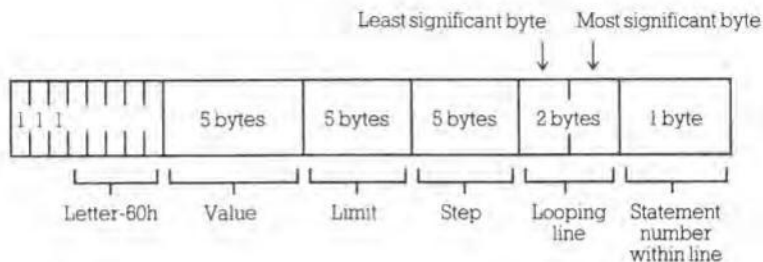 Least significant byte Most significant byte
1 1 1 5 bytes 5 bytes 5 bytes 2 bytes 1 byte
Letter-60h Value Limit Step Looping line Statement number within line